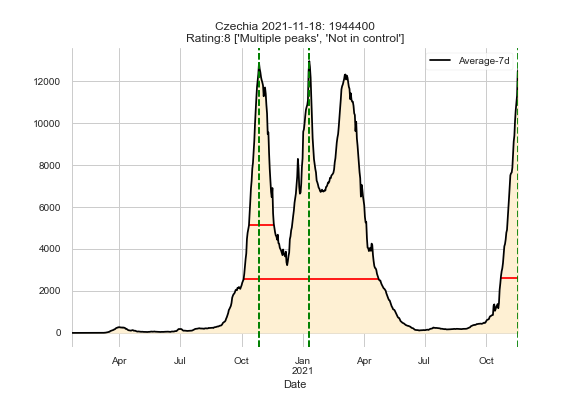 Czechia 2021-11-18: 1944400
Rating:8 ['Multiple peaks', 'Not in control']
Average-7d
12000
10000
8000
6000
4000
2000
0
Apr Jul Oct Jan Apr Jul Oct
2021
Date